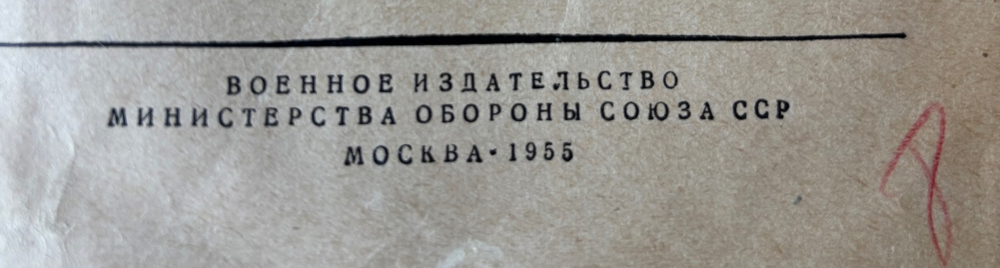 ВОЕННОЕ ИЗДАТЕЛЬСТВО
МИНИСТЕРСТВА ОБОРОНЫ СОЮЗА ССР
МОСКВА • 1955